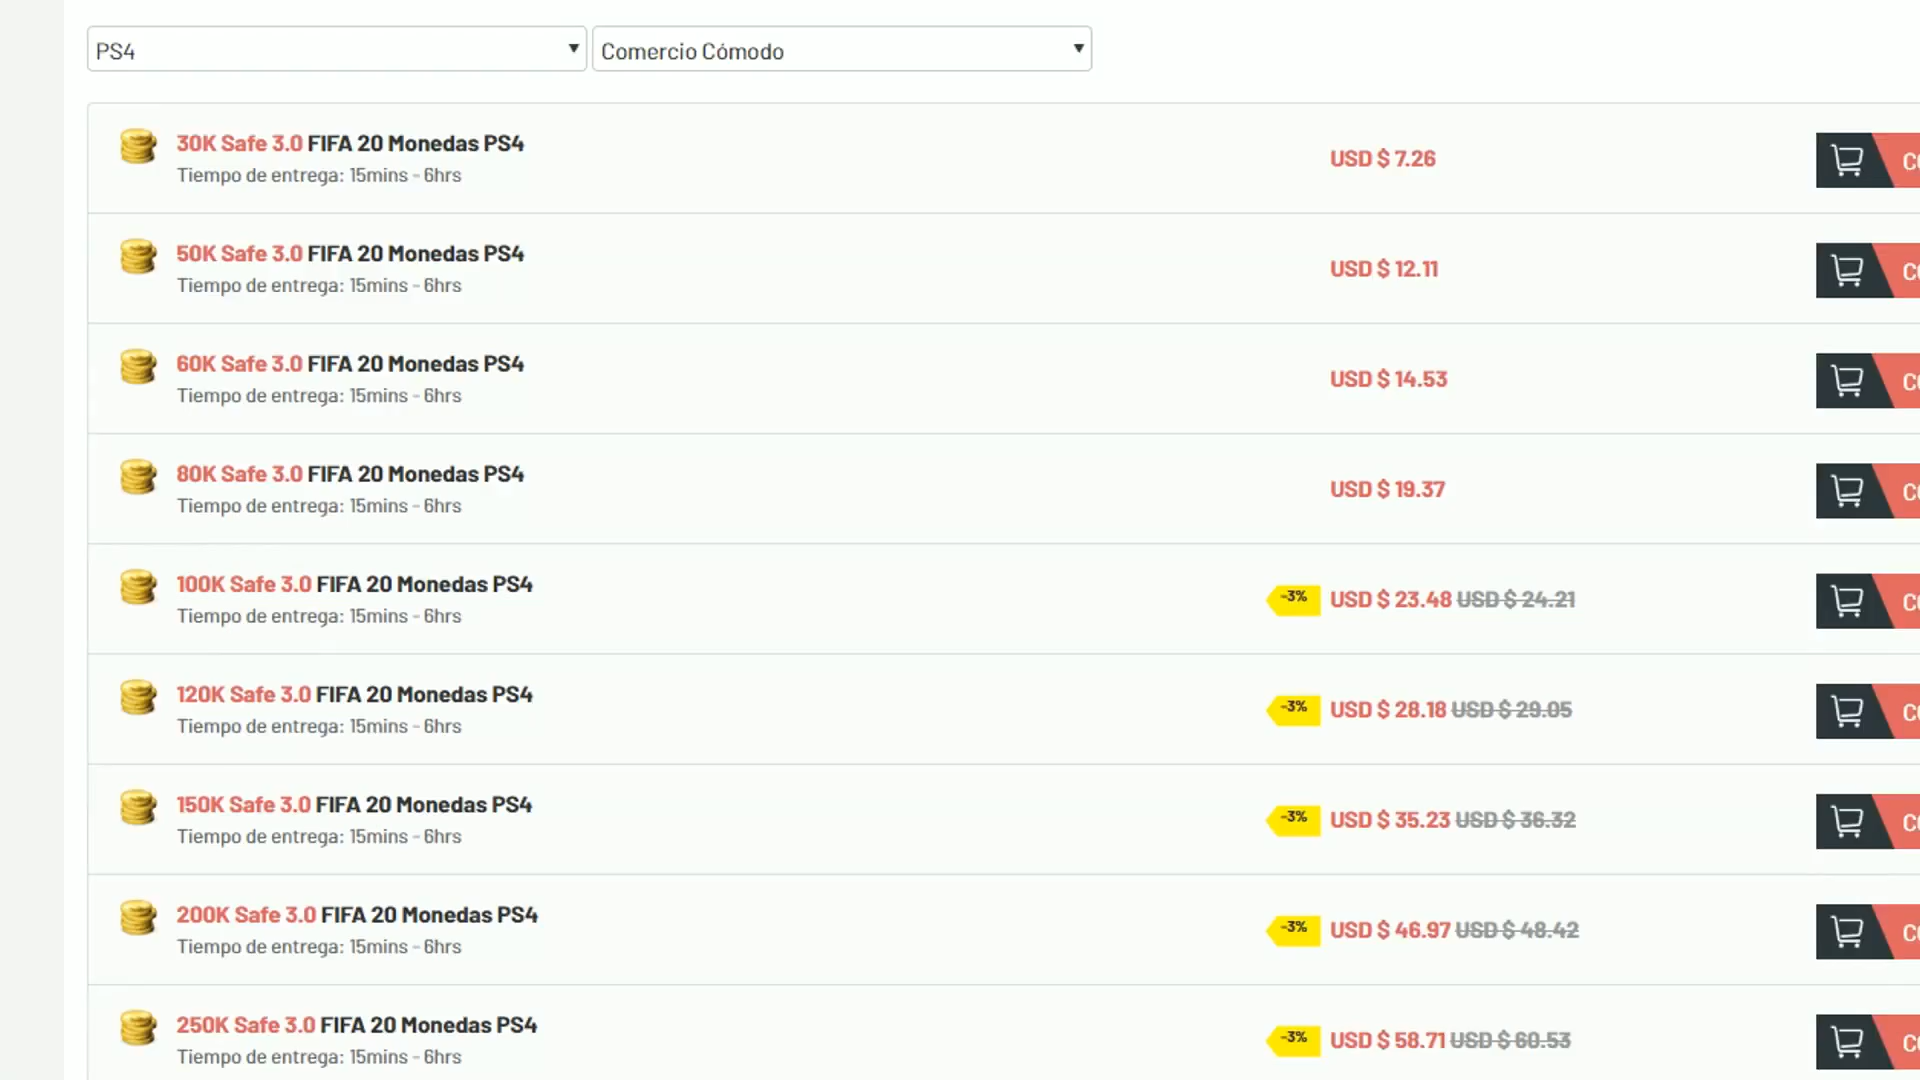 PS4
Comercio Cómodo
30K Safe 3.0 FIFA 20 Monedas PS4
Tiempo de entrega: 15mins - 6hrs
USD $ 7.26
50K Safe 3.0 FIFA 20 Monedas PS4
Tiempo de entrega: 15mins - 6hrs
USD $ 12.11
60K Safe 3.0 FIFA 20 Monedas PS4
Tiempo de entrega: 15mins - 6hrs
USD $ 14.53
80K Safe 3.0 FIFA 20 Monedas PS4
Tiempo de entrega: 15mins - 6hrs
USD $ 19.37
100K Safe 3.0 FIFA 20 Monedas PS4
Tiempo de entrega: 15mins - 6hrs
-3% USD $ 23.48 USD $ 24.21
120K Safe 3.0 FIFA 20 Monedas PS4
Tiempo de entrega: 15mins - 6hrs
-3% USD $ 28.18 USD $ 29.05
150K Safe 3.0 FIFA 20 Monedas PS4
Tiempo de entrega: 15mins - 6hrs
-3% USD $ 35.23 USD $ 36.32
200K Safe 3.0 FIFA 20 Monedas PS4
Tiempo de entrega: 15mins - 6hrs
-3% USD $ 46.97 USD $ 48.42
250K Safe 3.0 FIFA 20 Monedas PS4
Tiempo de entrega: 15mins - 6hrs
-3% USD $ 58.71 USD $ 60.53